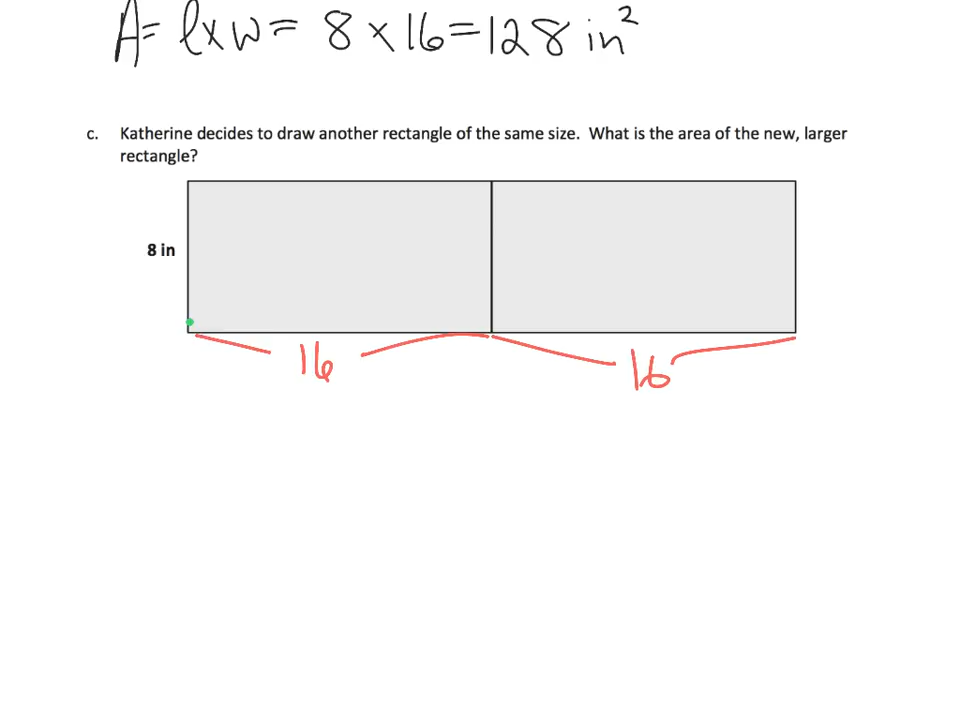 A = l x w = 8 x 16 = 128 in²
c. Katherine decides to draw another rectangle of the same size. What is the area of the new, larger
rectangle?
8 in
16 16